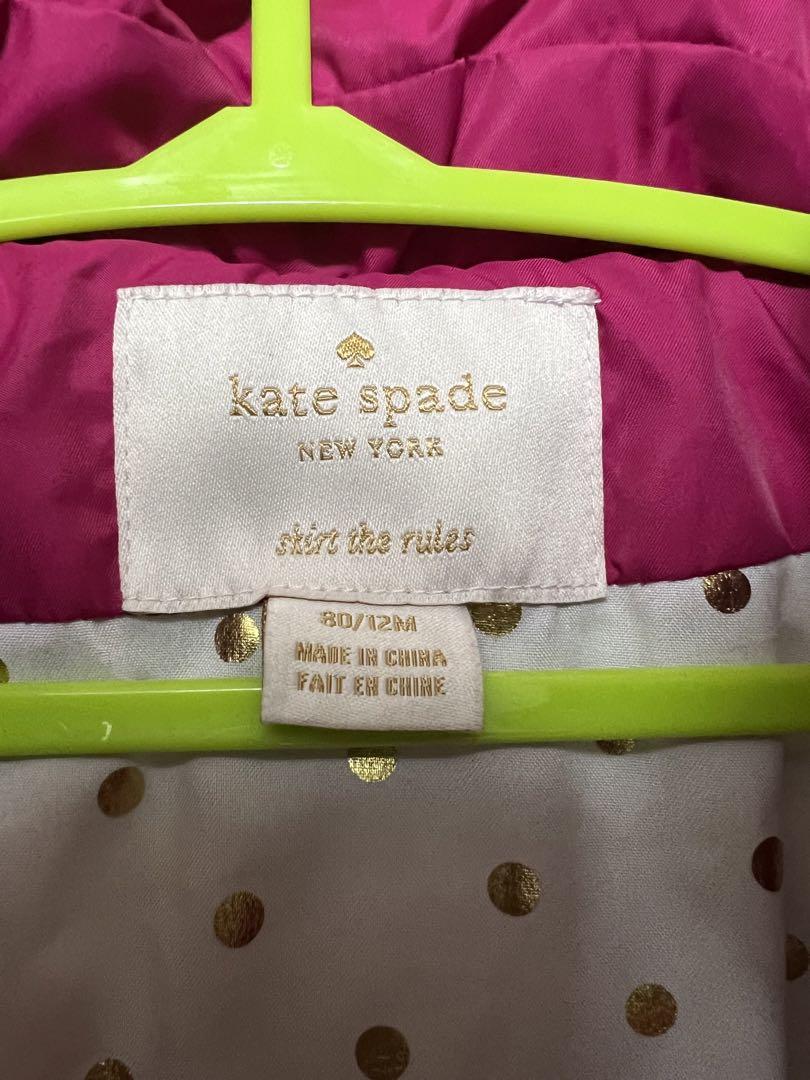 kate spade
NEW YORK
skirt the rules
80/12M
MADE IN CHINA
FAIT EN CHINE